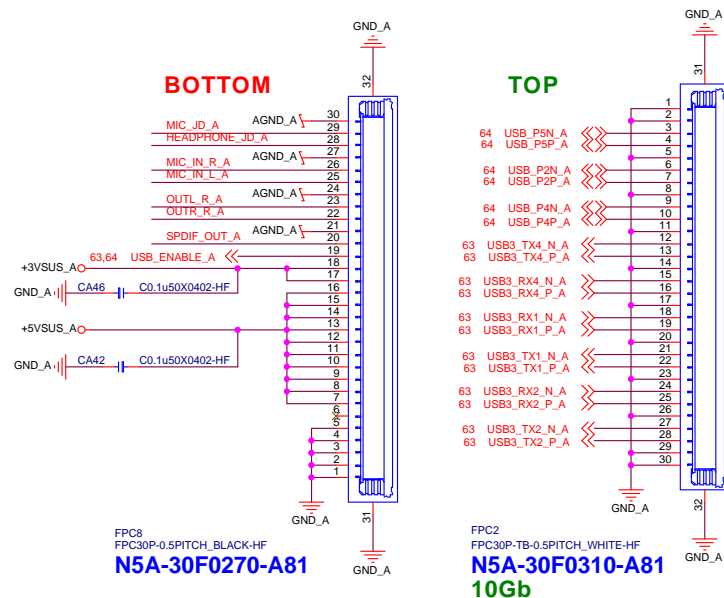 GND_A
GND_A
32
31
BOTTOM
TOP
30
AGND_A
MIC_JD_A
29
HEADPHONE_JD_A
28
AGND_A
27
MIC_IN_R_A
26
MIC_IN_L_A
25
AGND_A
24
OUTL_R_A
23
OUTR_R_A
22
AGND_A
21
SPDIF_OUT_A
20
63,64 USB_ENABLE_A
19
+3VSUS_A
18
17
GND_A
CA46
C0.1u50X0402-HF
16
15
14
+5VSUS_A
13
12
11
GND_A
CA42
C0.1u50X0402-HF
10
9
8
7
6
5
4
3
2
1
GND_A
31
GND_A
FPC8
FPC30P-0.5PITCH_BLACK-HF
N5A-30F0270-A81
1
2
64 USB_P5N_A
3
64 USB_P5P_A
4
5
64 USB_P2N_A
6
64 USB_P2P_A
7
8
64 USB_P4N_A
9
64 USB_P4P_A
10
11
63 USB3_TX4_N_A
12
63 USB3_TX4_P_A
13
14
63 USB3_RX4_N_A
15
63 USB3_RX4_P_A
16
17
63 USB3_RX1_N_A
18
63 USB3_RX1_P_A
19
20
63 USB3_TX1_N_A
21
63 USB3_TX1_P_A
22
23
63 USB3_RX2_N_A
24
63 USB3_RX2_P_A
25
26
63 USB3_TX2_N_A
27
63 USB3_TX2_P_A
28
29
30
GND_A
32
GND_A
FPC2
FPC30P-TB-0.5PITCH_WHITE-HF
N5A-30F0310-A81
10Gb